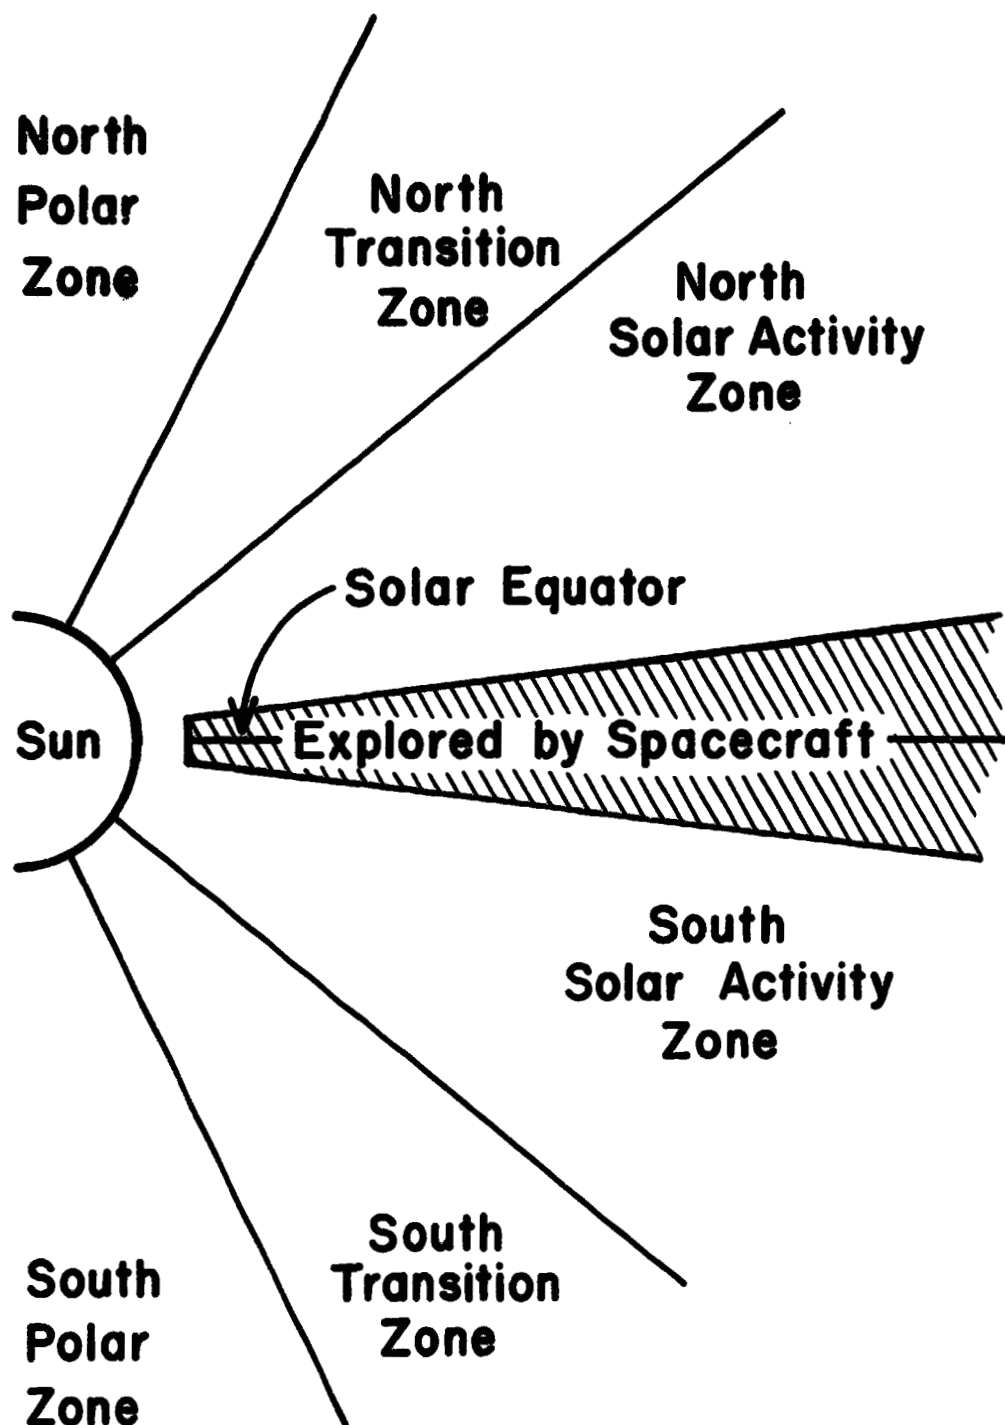 North
Polar
Zone
North
Transition
Zone
North
Solar Activity
Zone
Solar Equator
Sun
Explored by Spacecraft
South
Solar Activity
Zone
South
Transition
Zone
South
Polar
Zone